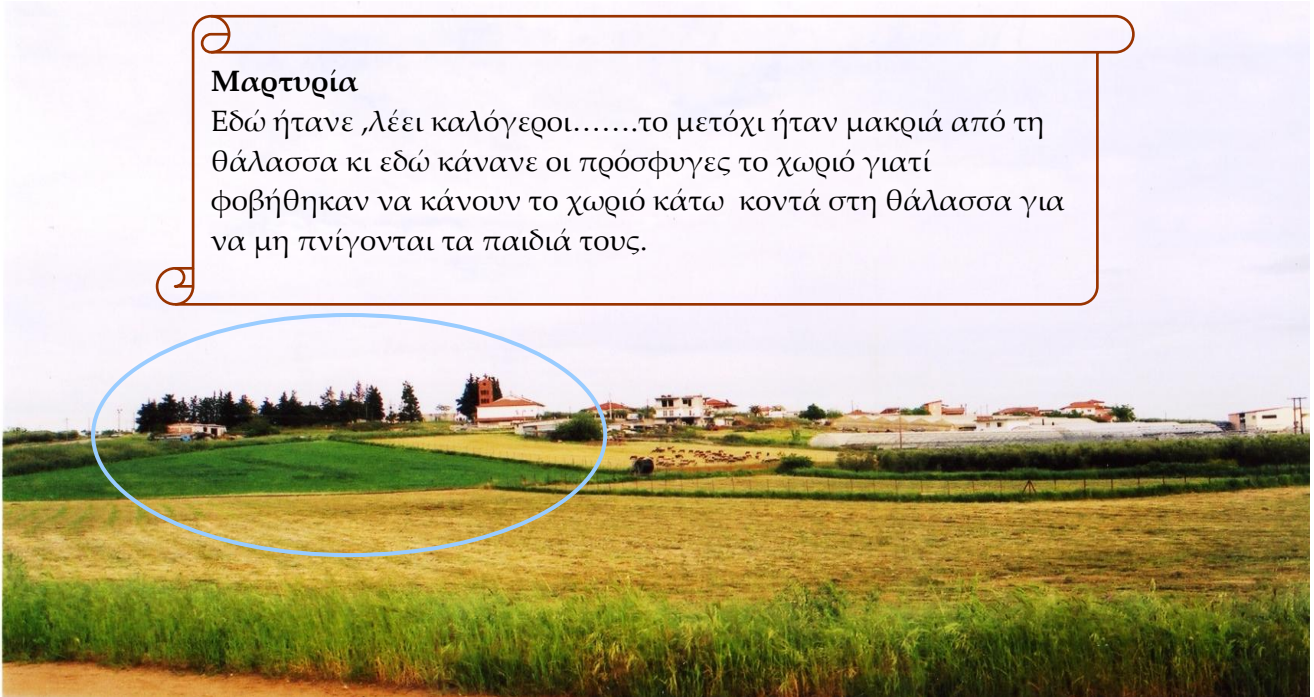 Μαρτυρία
Εδώ ήτανε ,λέει καλόγεροι…….το μετόχι ήταν μακριά από τη
θάλασσα κι εδώ κάνανε οι πρόσφυγες το χωριό γιατί
φοβήθηκαν να κάνουν το χωριό κάτω κοντά στη θάλασσα για
να μη πνίγονται τα παιδιά τους.